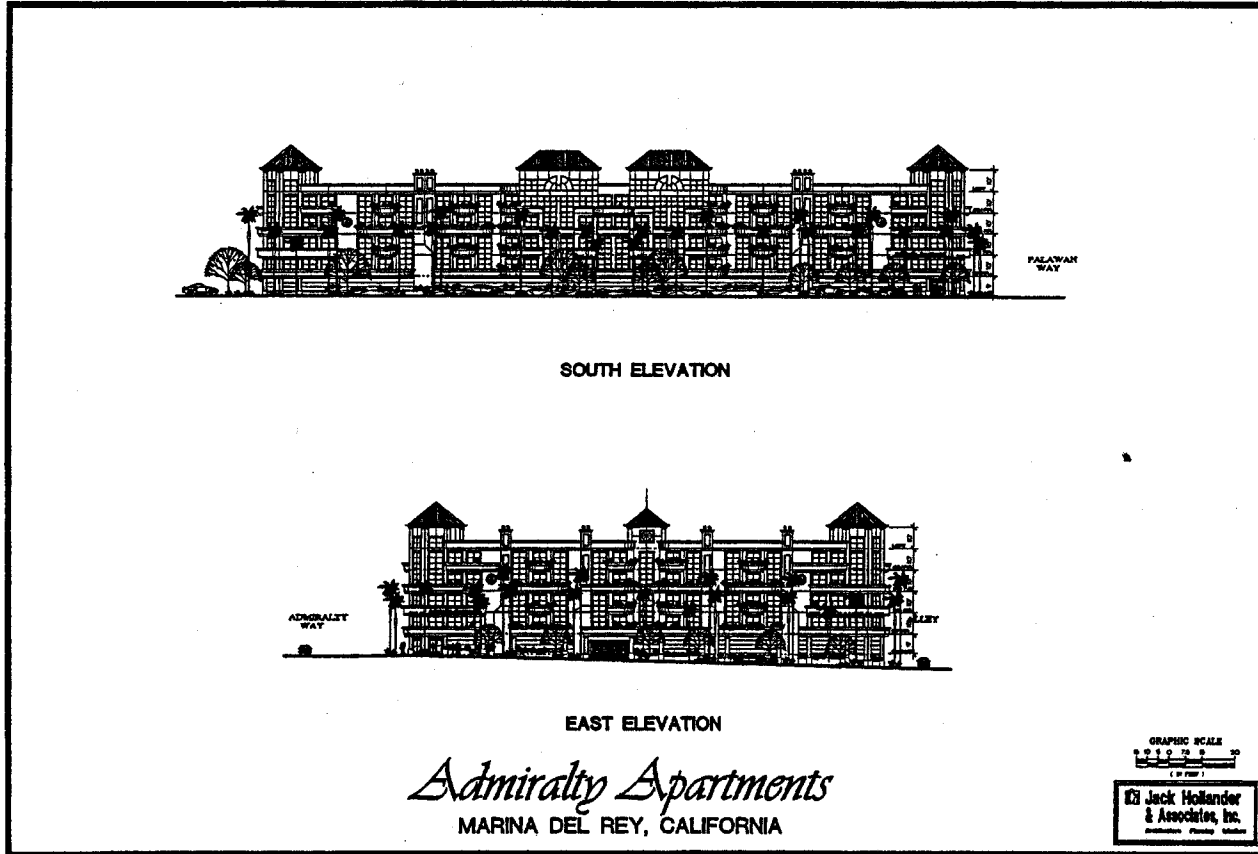 PALAWAN
WAY
SOUTH ELEVATION
ADMIRALTY
WAY
LLEY
EAST ELEVATION
Admiralty Apartments
MARINA DEL REY, CALIFORNIA
GRAPHIC SCALE
Jack Hollander
& Associates, Inc.